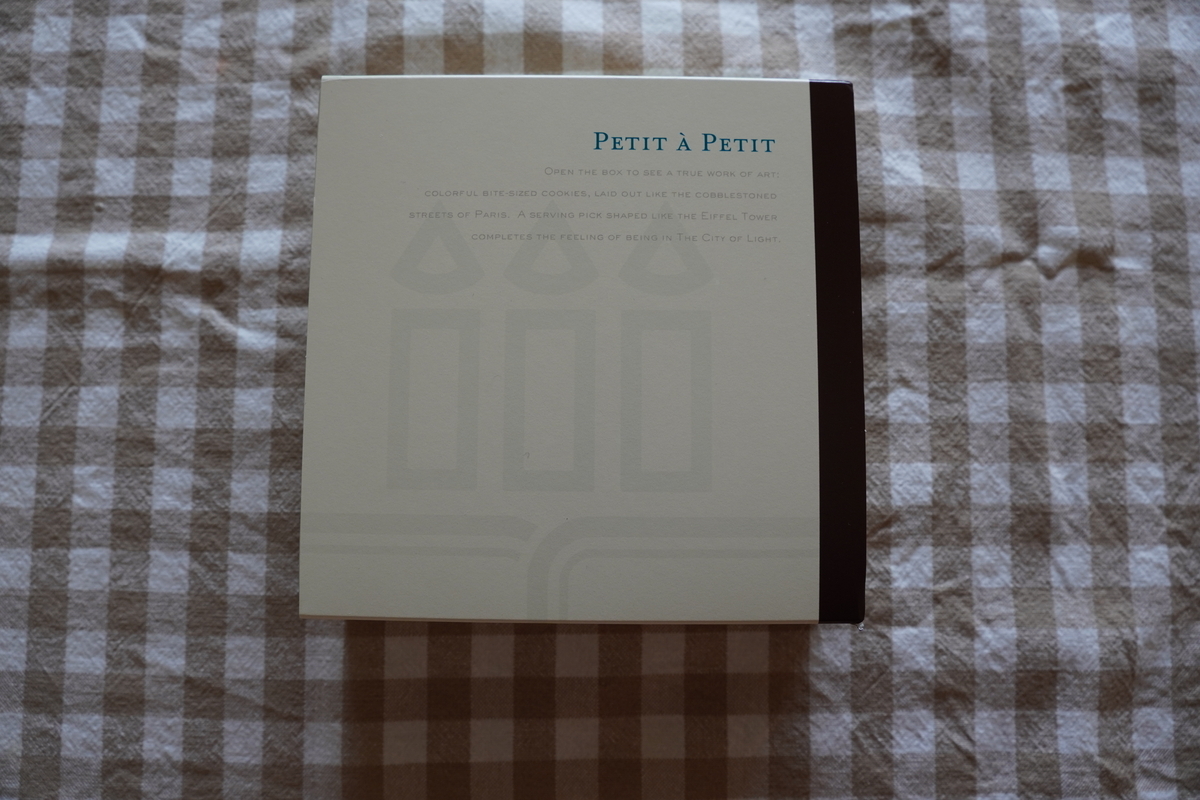 PETIT À PETIT
OPEN THE BOX TO SEE A TRUE WORK OF ART:
COLORFUL BITE-SIZED COOKIES, LAID OUT LIKE THE COBBLESTONED
STREETS OF PARIS. A SERVING PICK SHAPED LIKE THE EIFFEL TOWER
COMPLETES THE FEELING OF BEING IN THE CITY OF LIGHT.